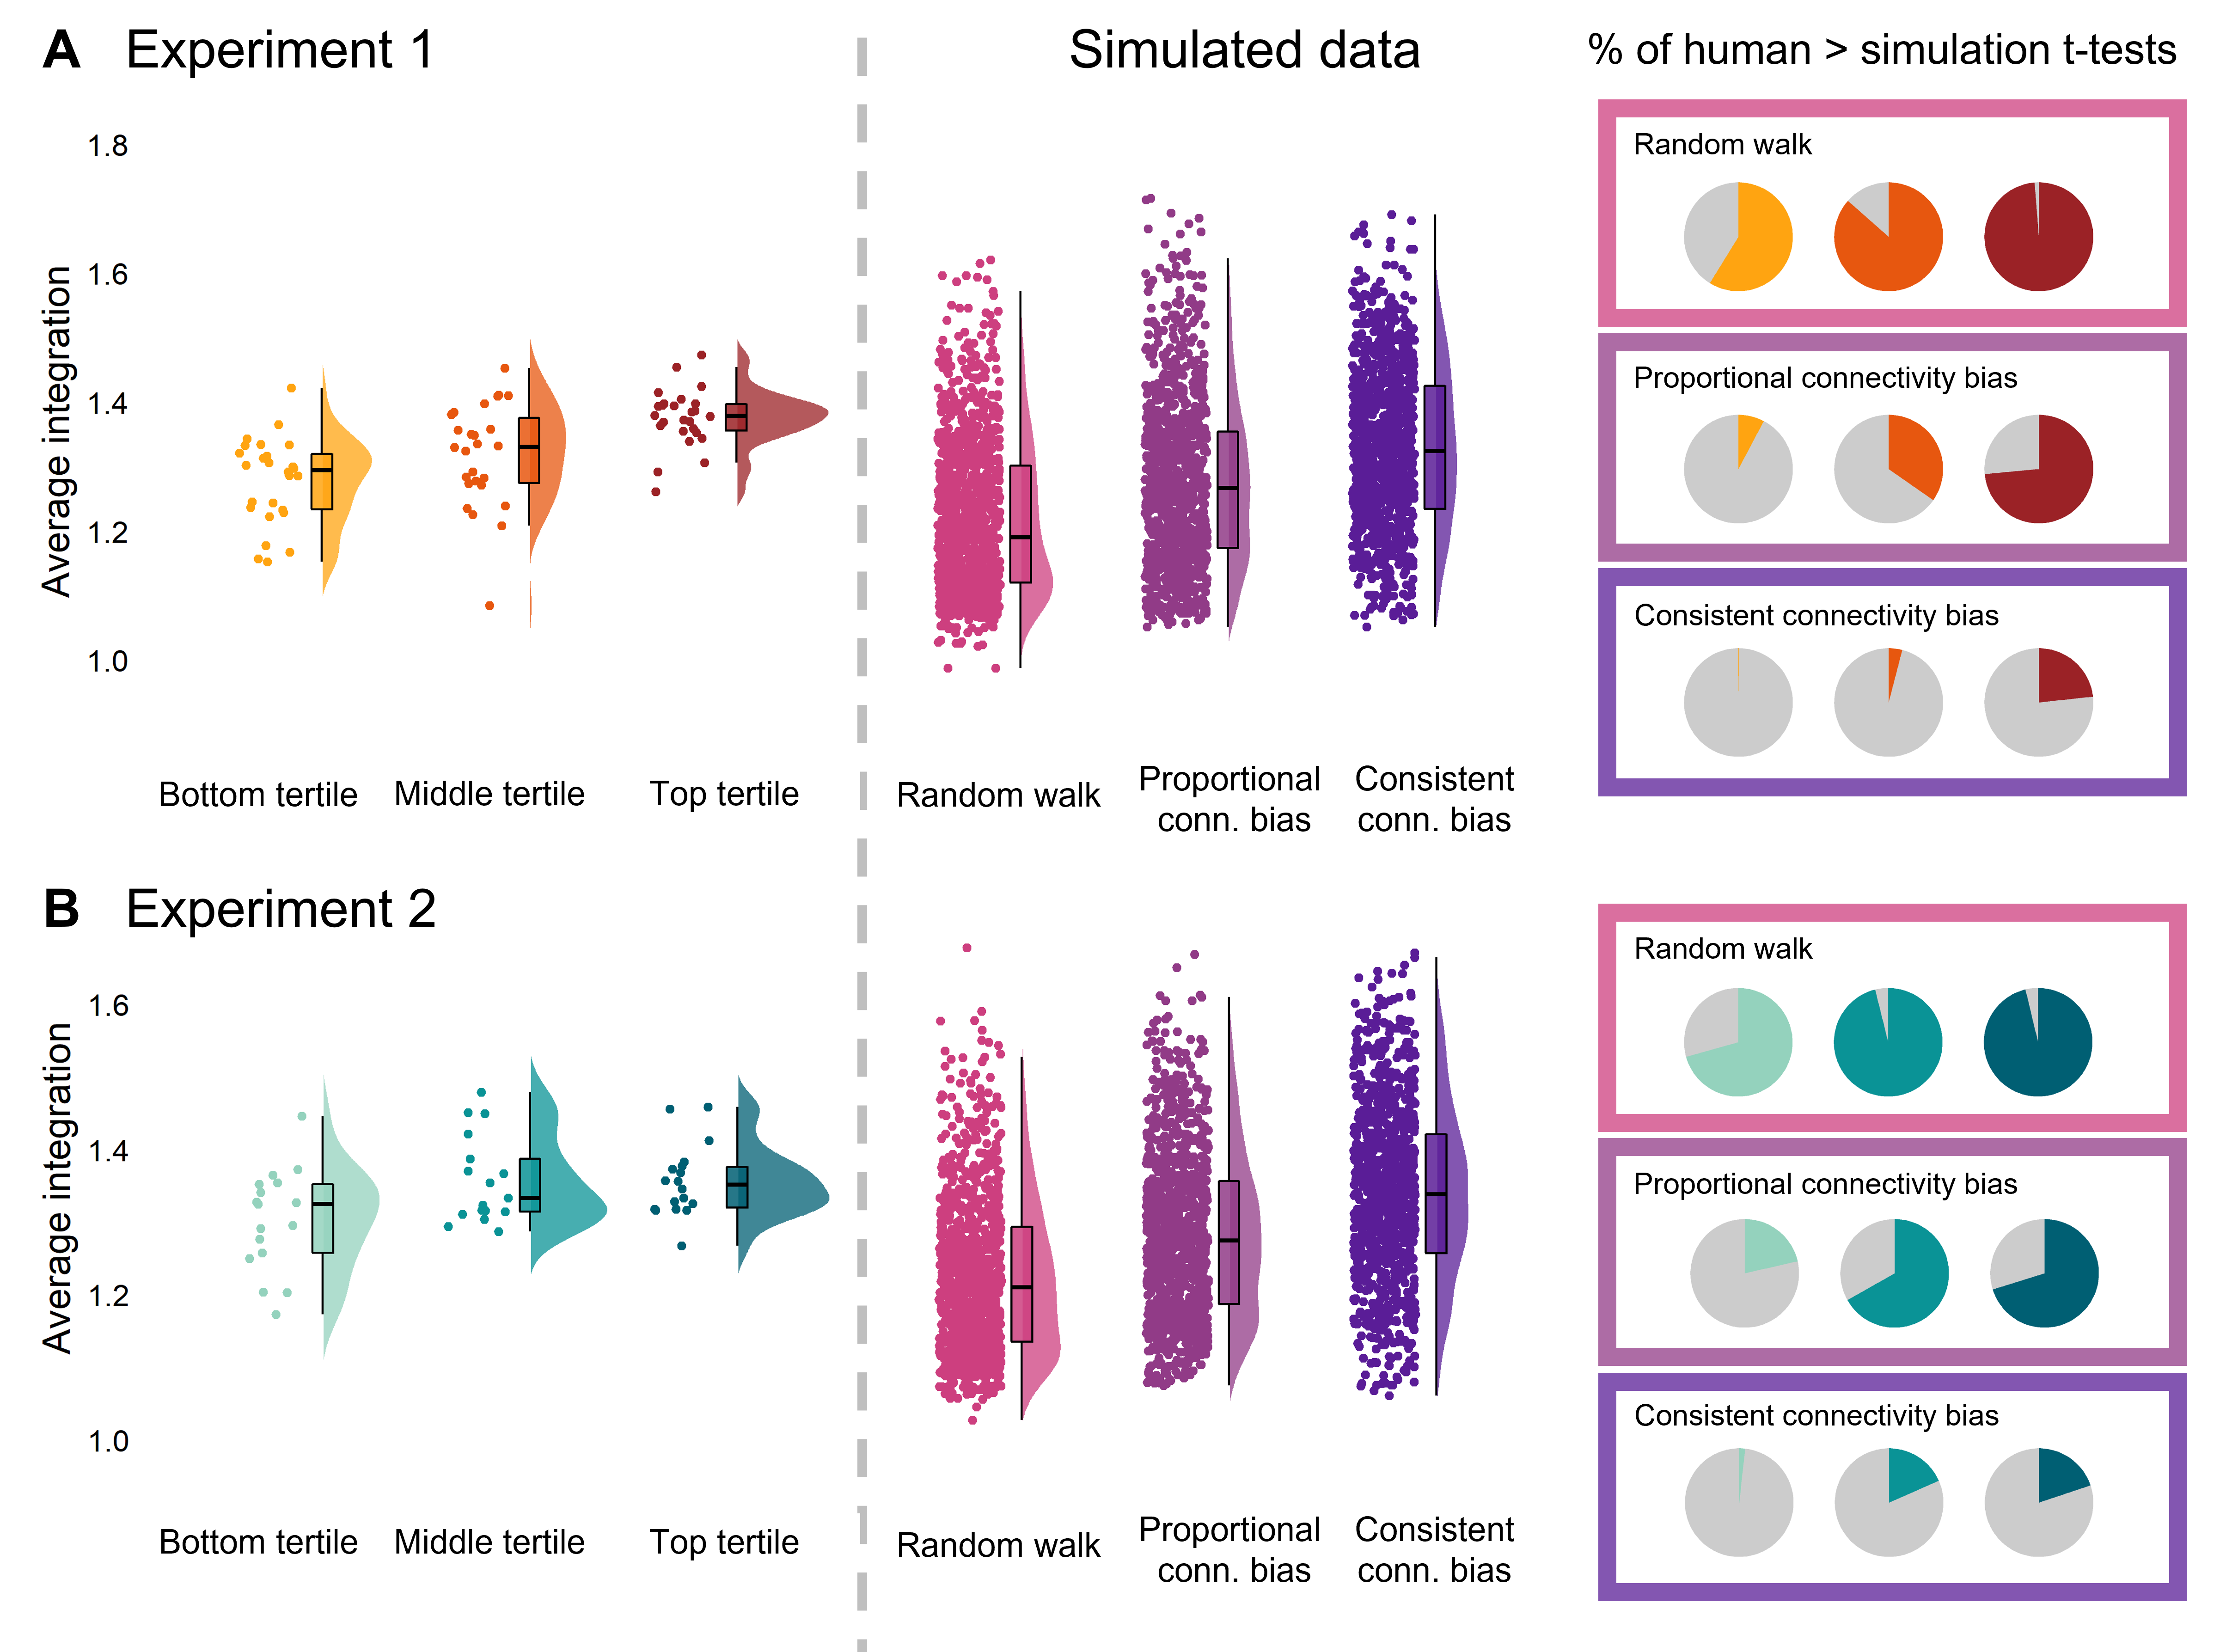 A Experiment 1
Simulated data
% of human > simulation t-tests
Average integration
1.8
1.6
1.4
1.2
1.0
Bottom tertile
Middle tertile
Top tertile
Random walk
Proportional
conn. bias
Consistent
conn. bias
Random walk
Proportional connectivity bias
Consistent connectivity bias
B Experiment 2
Average integration
1.6
1.4
1.2
1.0
Bottom tertile
Middle tertile
Top tertile
Random walk
Proportional
conn. bias
Consistent
conn. bias
Random walk
Proportional connectivity bias
Consistent connectivity bias